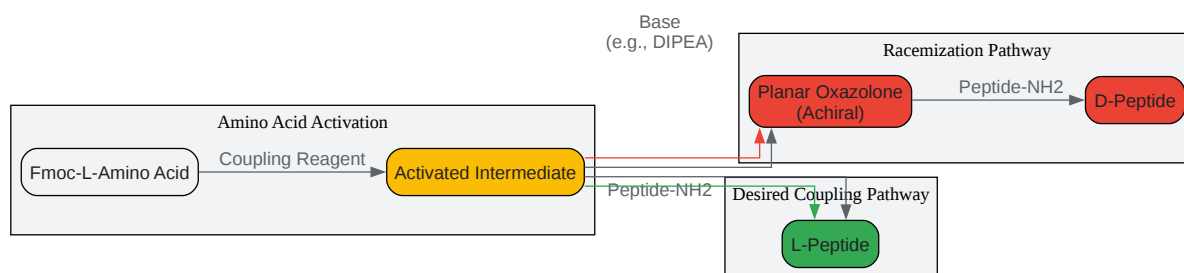 Base
(e.g., DIPEA)
Racemization Pathway
Planar Oxazolone
(Achiral)
Peptide-NH2
D-Peptide
Amino Acid Activation
Fmoc-L-Amino Acid
Coupling Reagent
Activated Intermediate
Peptide-NH2
Desired Coupling Pathway
L-Peptide